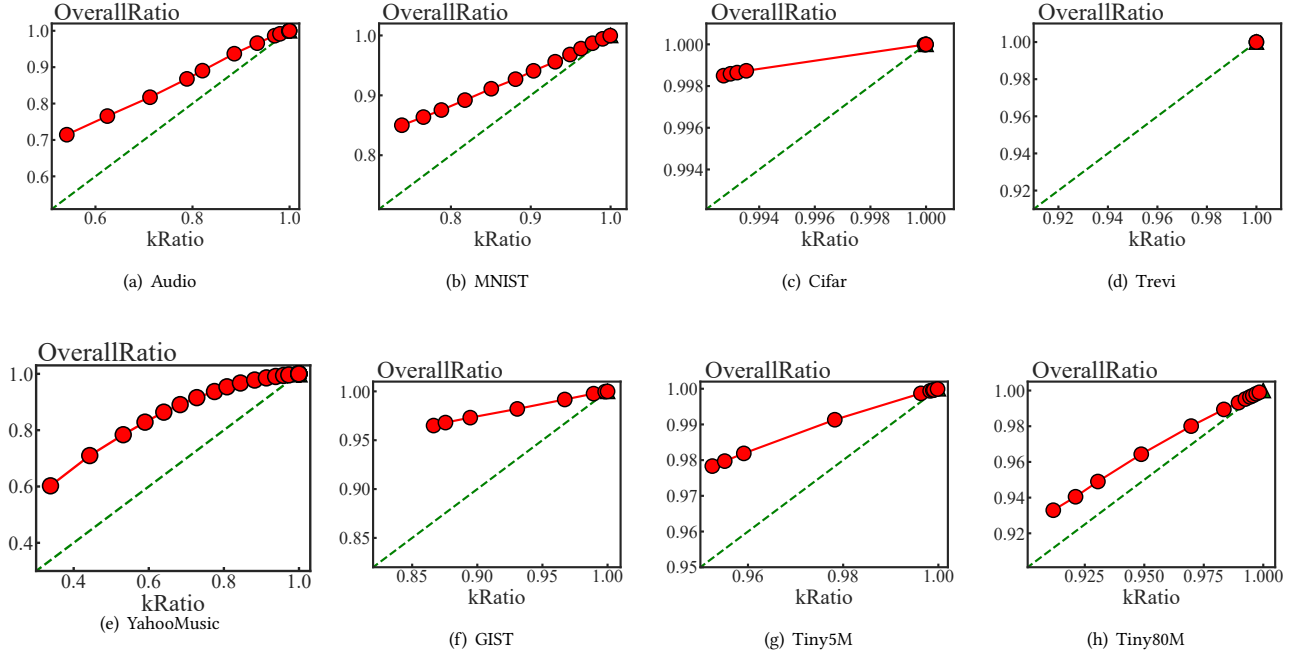 OverallRatio
1.0
0.9
0.8
0.7
0.6
0.6 0.8 1.0
kRatio
(a) Audio
OverallRatio
1.0
0.9
0.8
0.8 0.9 1.0
kRatio
(b) MNIST
OverallRatio
1.000
0.998
0.996
0.994
0.994 0.996 0.998 1.000
kRatio
(c) Cifar
OverallRatio
1.00
0.98
0.96
0.94
0.92
0.92 0.94 0.96 0.98 1.00
kRatio
(d) Trevi
OverallRatio
1.0
0.8
0.6
0.4
0.4 0.6 0.8 1.0
kRatio
(e) YahooMusic
OverallRatio
1.00
0.95
0.90
0.85
0.85 0.90 0.95 1.00
kRatio
(f) GIST
OverallRatio
1.00
0.99
0.98
0.97
0.96
0.95
0.96 0.98 1.00
kRatio
(g) Tiny5M
OverallRatio
1.00
0.98
0.96
0.94
0.92
0.925 0.950 0.975 1.000
kRatio
(h) Tiny80M